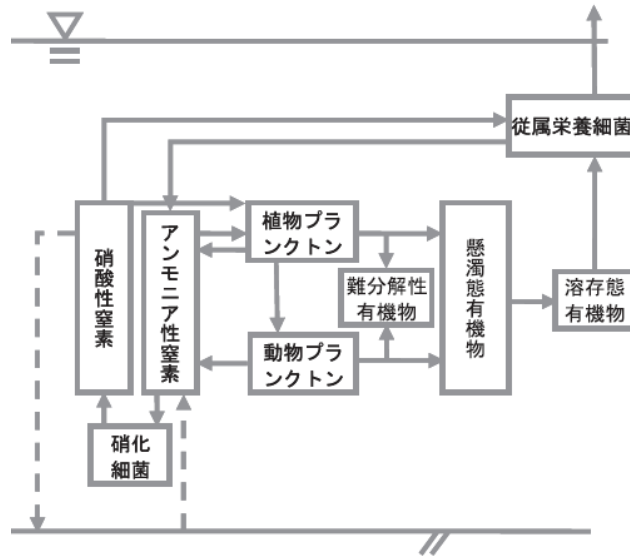 従属栄養細菌
硝酸性窒素
アンモニア性窒素
植物プラ
ンクトン
難分解性
有機物
動物プラ
ンクトン
懸濁態有機物
溶存態
有機物
硝化
細菌